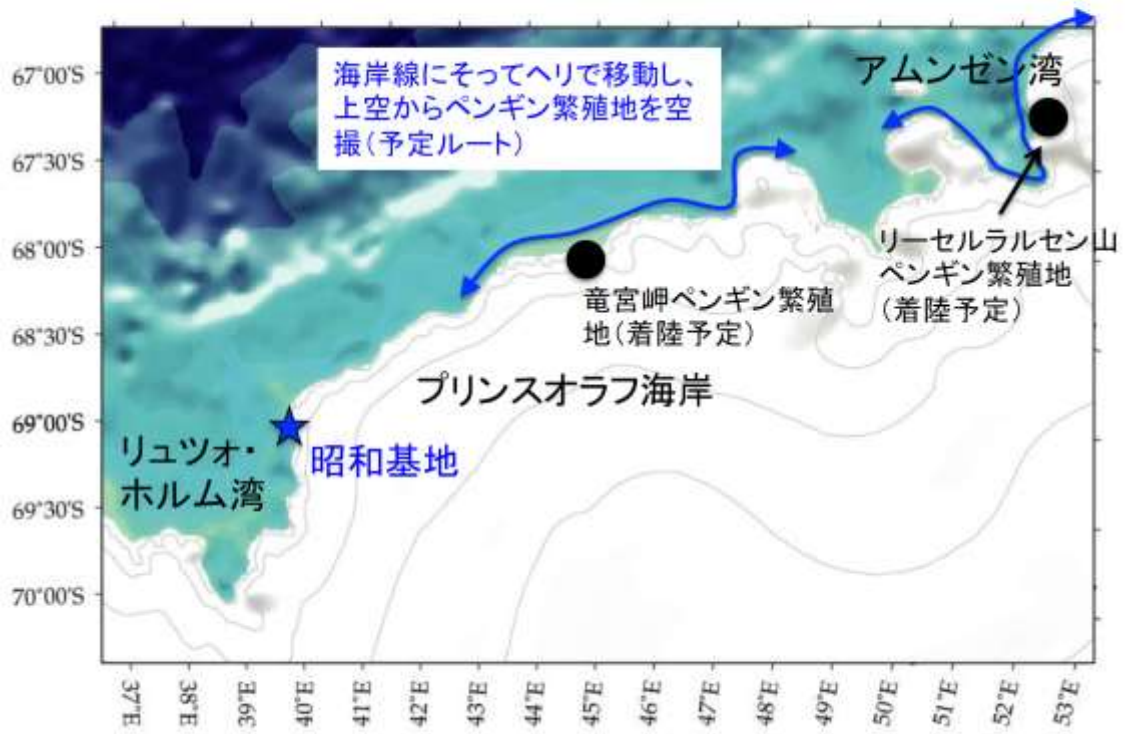 海岸線にそってヘリで移動し、
上空からペンギン繁殖地を空
撮(予定ルート)
アムンゼン湾
リーセルラルセン山
ペンギン繁殖地
(着陸予定)
竜宮岬ペンギン繁殖
地(着陸予定)
プリンスオラフ海岸
昭和基地
リュツォ・
ホルム湾
67°00'S
67°30'S
68°00'S
68°30'S
69°00'S
69°30'S
70°00'S
37°E
38°E
39°E
40°E
41°E
42°E
43°E
44°E
45°E
46°E
47°E
48°E
49°E
50°E
51°E
52°E
53°E